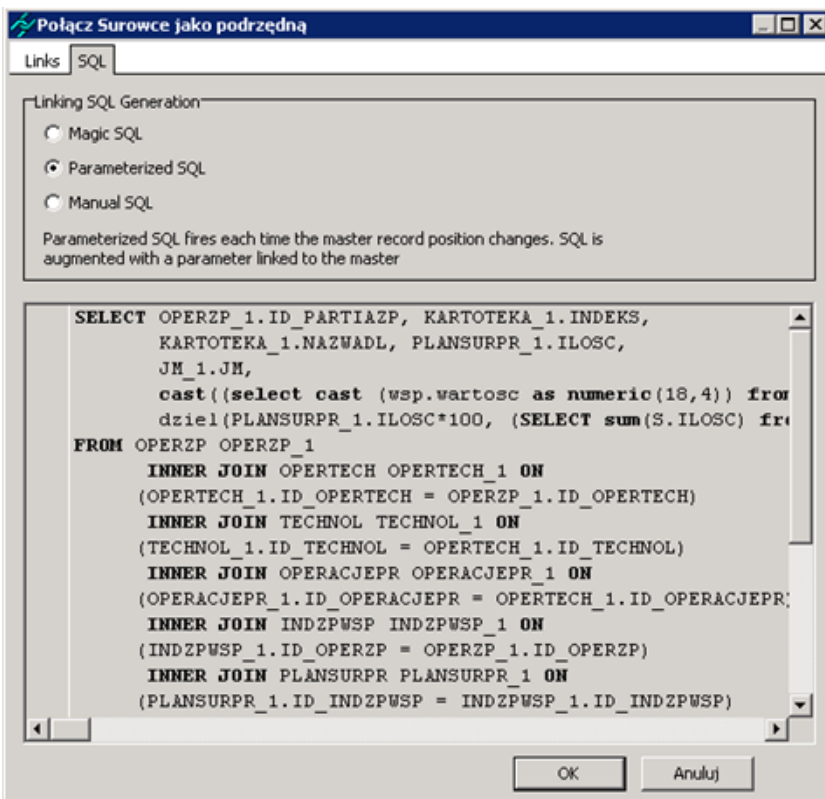 Połącz Surowce jako podrzędną
Links SQL
Linking SQL Generation
Magic SQL
Parameterized SQL
Manual SQL
Parameterized SQL fires each time the master record position changes. SQL is
augmented with a parameter linked to the master
SELECT OPERZP_1.ID_PARTIAZP, KARTOTEKA_1.INDEKS,
KARTOTEKA_1.NAZWADL, PLANSURPR_1.ILOSC,
JM_1.JM,
cast((select cast (wsp.wartosc as numeric(18,4)) from
dziel(PLANSURPR_1.ILOSC*100, (SELECT sum(S.ILOSC) fr
FROM OPERZP OPERZP_1
INNER JOIN OPERTECH OPERTECH_1 ON
(OPERTECH_1.ID_OPERTECH = OPERZP_1.ID_OPERTECH)
INNER JOIN TECHNOL TECHNOL_1 ON
(TECHNOL_1.ID_TECHNOL = OPERTECH_1.ID_TECHNOL)
INNER JOIN OPERACJEPR OPERACJEPR_1 ON
(OPERACJEPR_1.ID_OPERACJEPR = OPERTECH_1.ID_OPERACJEPR)
INNER JOIN INDZPWSP INDZPWSP_1 ON
(INDZPWSP_1.ID_OPERZP = OPERZP_1.ID_OPERZP)
INNER JOIN PLANSURPR PLANSURPR_1 ON
(PLANSURPR_1.ID_INDZPWSP = INDZPWSP_1.ID_INDZPWSP)
OK Anuluj